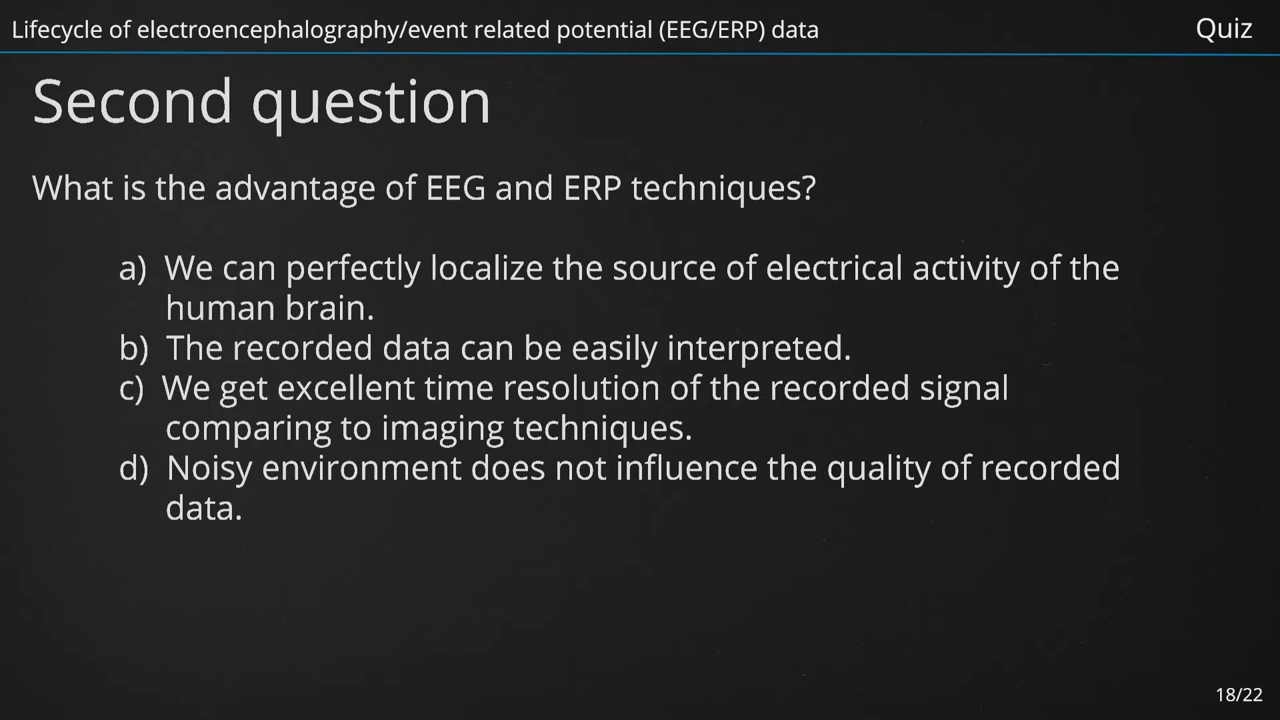 Lifecycle of electroencephalography/event related potential (EEG/ERP) data
Quiz
Second question
What is the advantage of EEG and ERP techniques?
a) We can perfectly localize the source of electrical activity of the
human brain.
b) The recorded data can be easily interpreted.
c) We get excellent time resolution of the recorded signal
comparing to imaging techniques.
d) Noisy environment does not influence the quality of recorded
data.
18/22